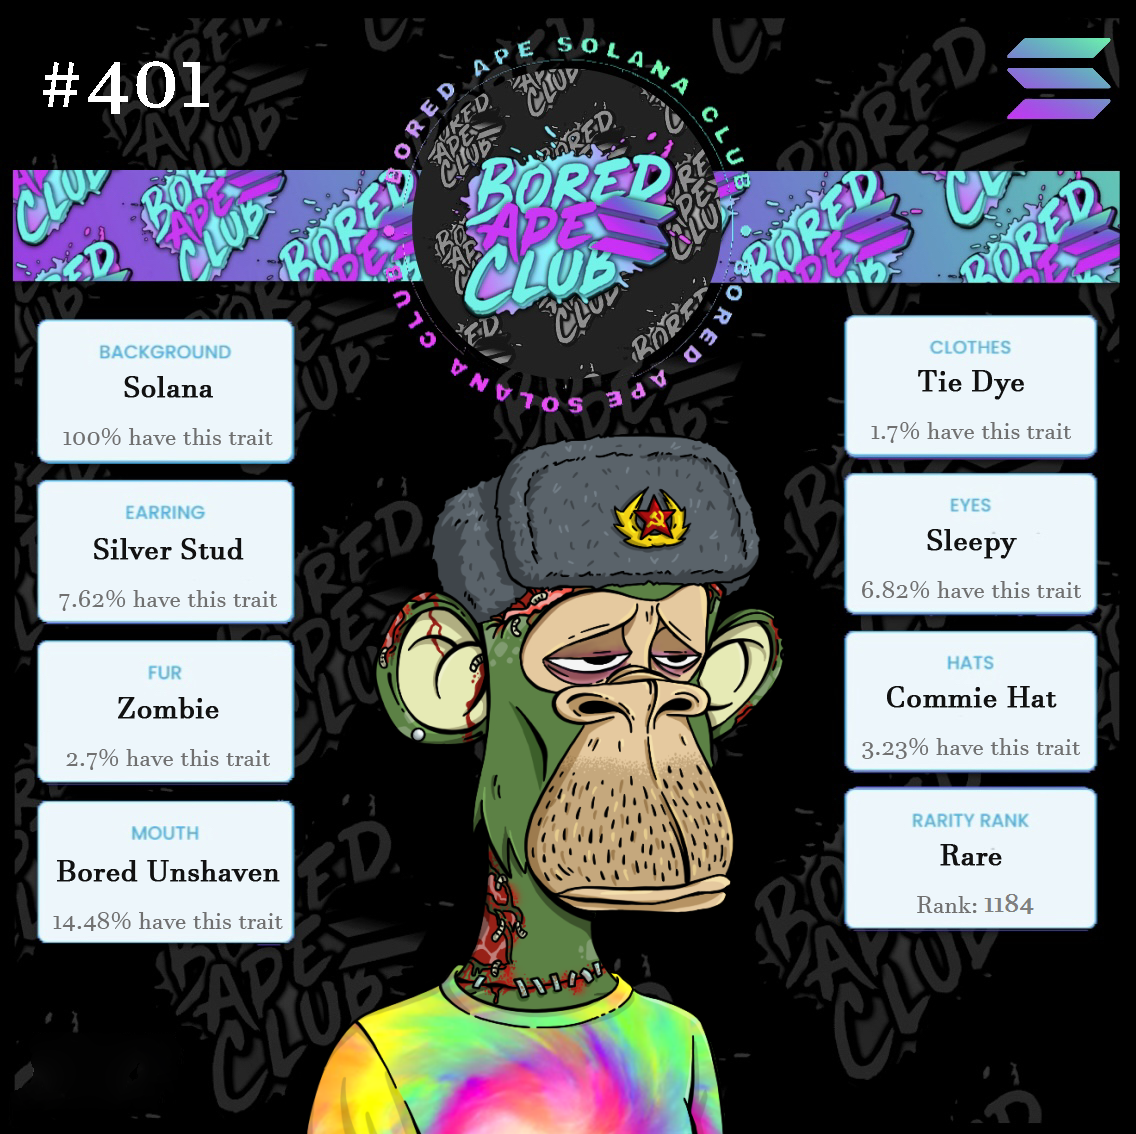 #401
BORED APE SOLANA CLUB
BORED APE SOLANA CLUB
BORED
APE
CLUB
BACKGROUND
Solana
100% have this trait
EARRING
Silver Stud
7.62% have this trait
FUR
Zombie
2.7% have this trait
MOUTH
Bored Unshaven
14.48% have this trait
CLOTHES
Tie Dye
1.7% have this trait
EYES
Sleepy
6.82% have this trait
HATS
Commie Hat
3.23% have this trait
RARITY RANK
Rare
Rank: 1184